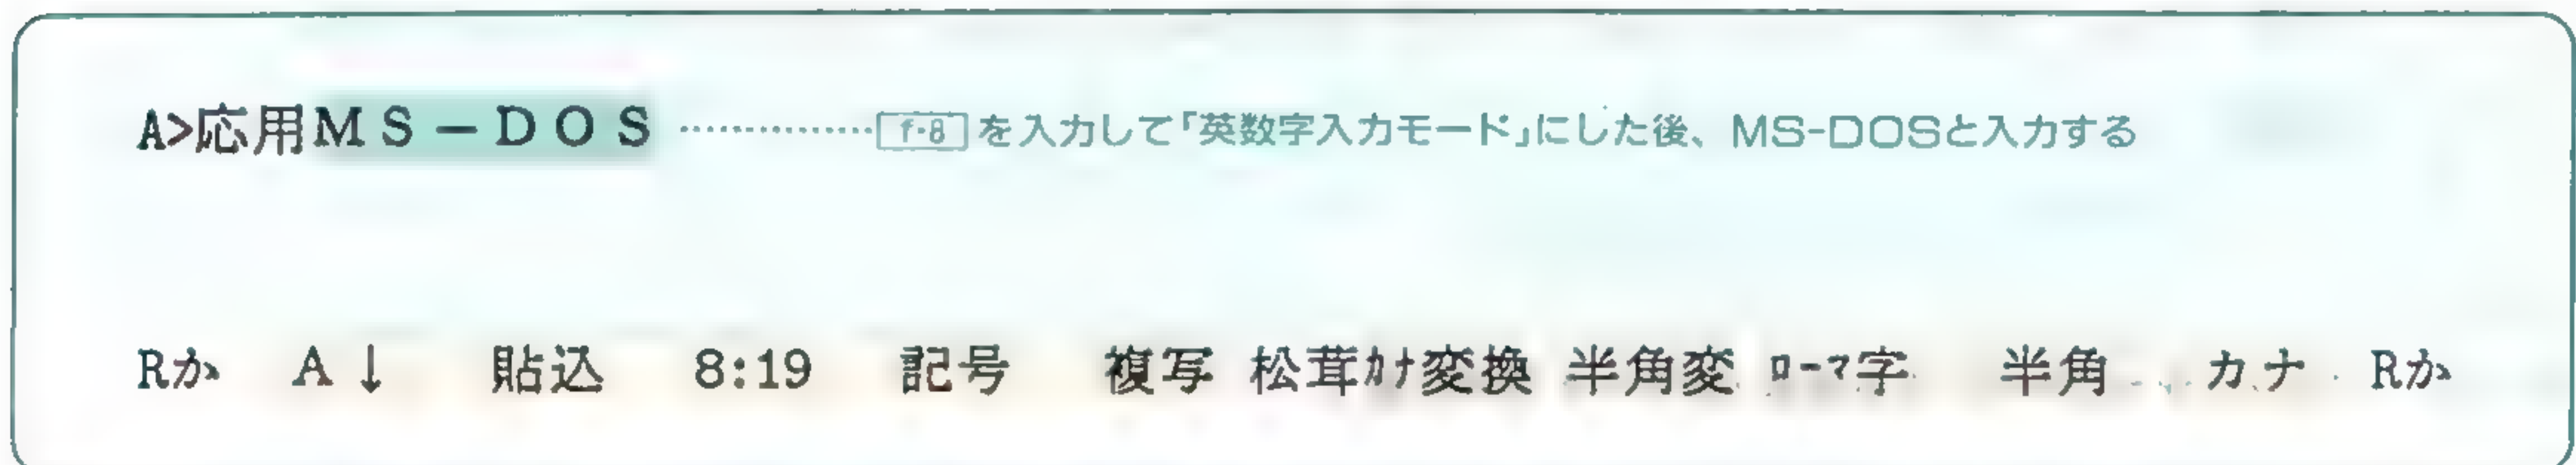 A>応用MS-DOS …………f・8を入力して「英数字入力モード」にした後、MS-DOSと入力する
Rか A↓ 貼込 8:19 記号 複写 松茸ｶﾅ変換 半角変 ﾛｰﾏ字 半角 カナ Rか